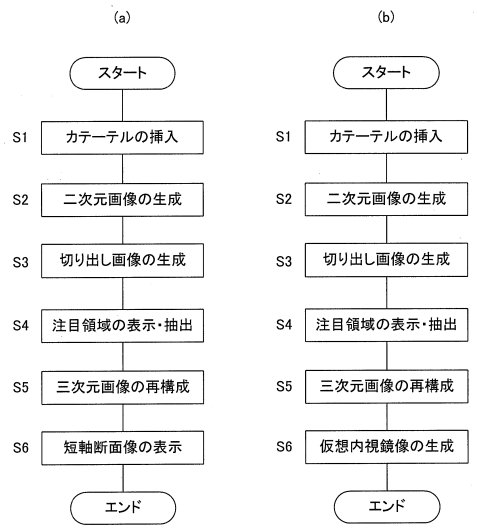 (a)
スタート
S1 カテーテルの挿入
S2 二次元画像の生成
S3 切り出し画像の生成
S4 注目領域の表示・抽出
S5 三次元画像の再構成
S6 短軸断面像の表示
エンド
(b)
スタート
S1 カテーテルの挿入
S2 二次元画像の生成
S3 切り出し画像の生成
S4 注目領域の表示・抽出
S5 三次元画像の再構成
S6 仮想内視鏡像の生成
エンド